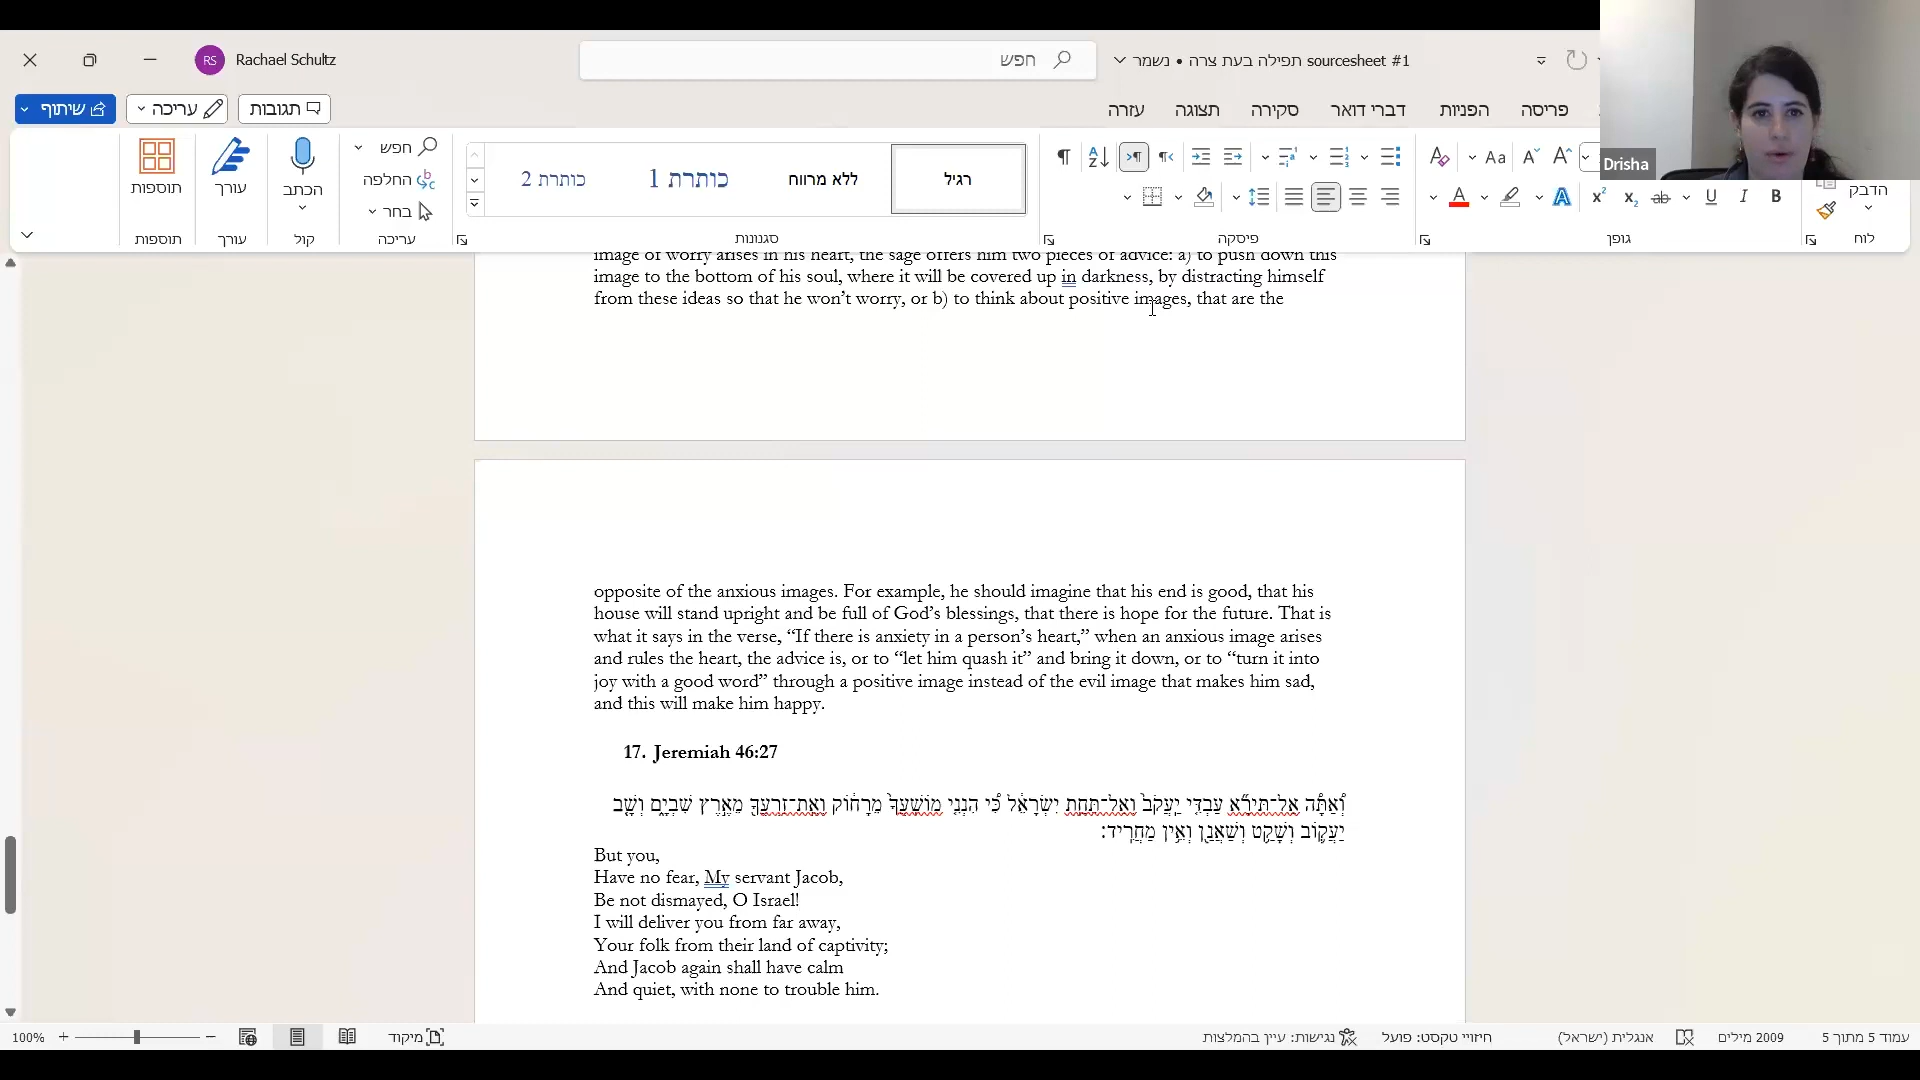 RS Rachael Schultz
חפש
sourcesheet #1 תפילה בעת צרה • נשמר
Drisha
שיתוף
עריכה
תגובות
פריסה
הפניות
דברי דואר
סקירה
תצוגה
עזרה
תוספות
עורך
הכתב
חפש
החלפה
בחר
רגיל
ללא מרווח
כותרת 1
כותרת 2
הדבק
תוספות
עורך
קול
עריכה
סגנונות
פיסקה
גופן
לוח
image of worry arises in his heart, the sage offers him two pieces of advice: a) to push down this
image to the bottom of his soul, where it will be covered up in darkness, by distracting himself
from these ideas so that he won’t worry, or b) to think about positive images, that are the
opposite of the anxious images. For example, he should imagine that his end is good, that his
house will stand upright and be full of God’s blessings, that there is hope for the future. That is
what it says in the verse, “If there is anxiety in a person’s heart,” when an anxious image arises
and rules the heart, the advice is, or to “let him quash it” and bring it down, or to “turn it into
joy with a good word” through a positive image instead of the evil image that makes him sad,
and this will make him happy.
17. Jeremiah 46:27
וְ֠אַתָּ֠ה אַל־תִּירָ֞א עַבְדִּ֤י יַֽעֲקֹב֙ וְאַל־תֵּחַ֣ת יִשְׂרָאֵ֔ל כִּ֠י הִנְנִ֤י מוֹשִֽׁעֲךָ֙ מֵרָח֔וֹק וְאֶֽת־זַרְעֲךָ֖ מֵאֶ֣רֶץ שִׁבְיָ֑ם וְשָׁ֧ב
יַעֲק֛וֹב וְשָׁקַ֥ט וְשַׁאֲנַ֖ן וְאֵ֥ין מַחֲרִֽיד׃
But you,
Have no fear, My servant Jacob,
Be not dismayed, O Israel!
I will deliver you from far away,
Your folk from their land of captivity;
And Jacob again shall have calm
And quiet, with none to trouble him.
עמוד 5 מתוך 5
2009 מילים
אנגלית (ישראל)
חיזויי טקסט: פועל
נגישות: עיין בהמלצות
מיקוד
100%